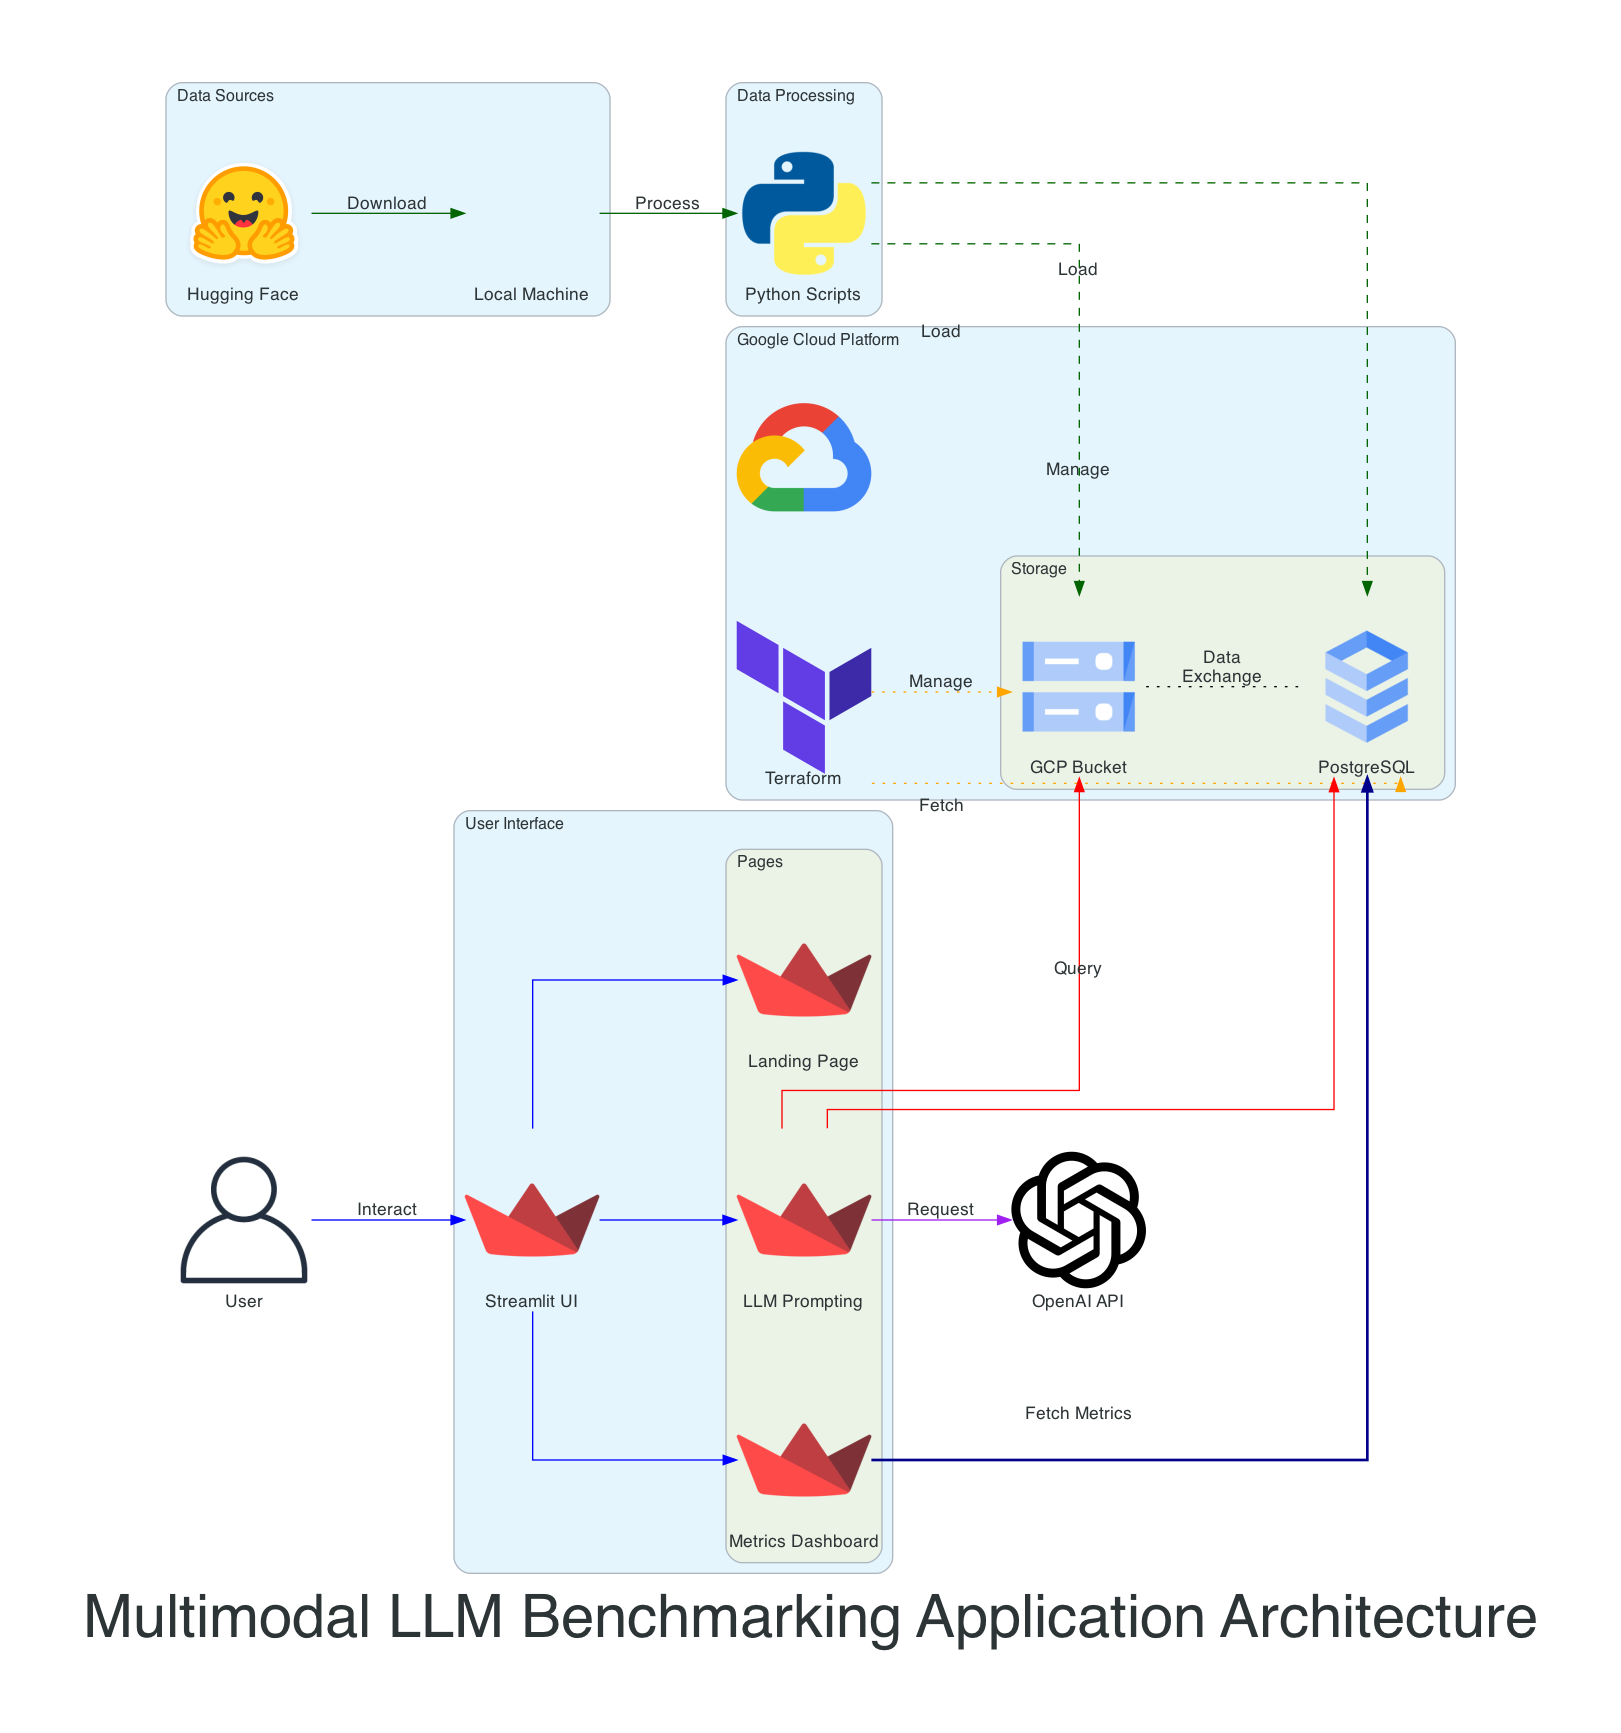 Data Sources
Data Processing
Download
Process
Hugging Face
Local Machine
Python Scripts
Load
Load
Google Cloud Platform
Manage
Storage
Data
Exchange
Manage
GCP Bucket
PostgreSQL
Terraform
Fetch
User Interface
Pages
Query
Landing Page
Interact
Request
User
Streamlit UI
LLM Prompting
OpenAI API
Fetch Metrics
Metrics Dashboard
Multimodal LLM Benchmarking Application Architecture